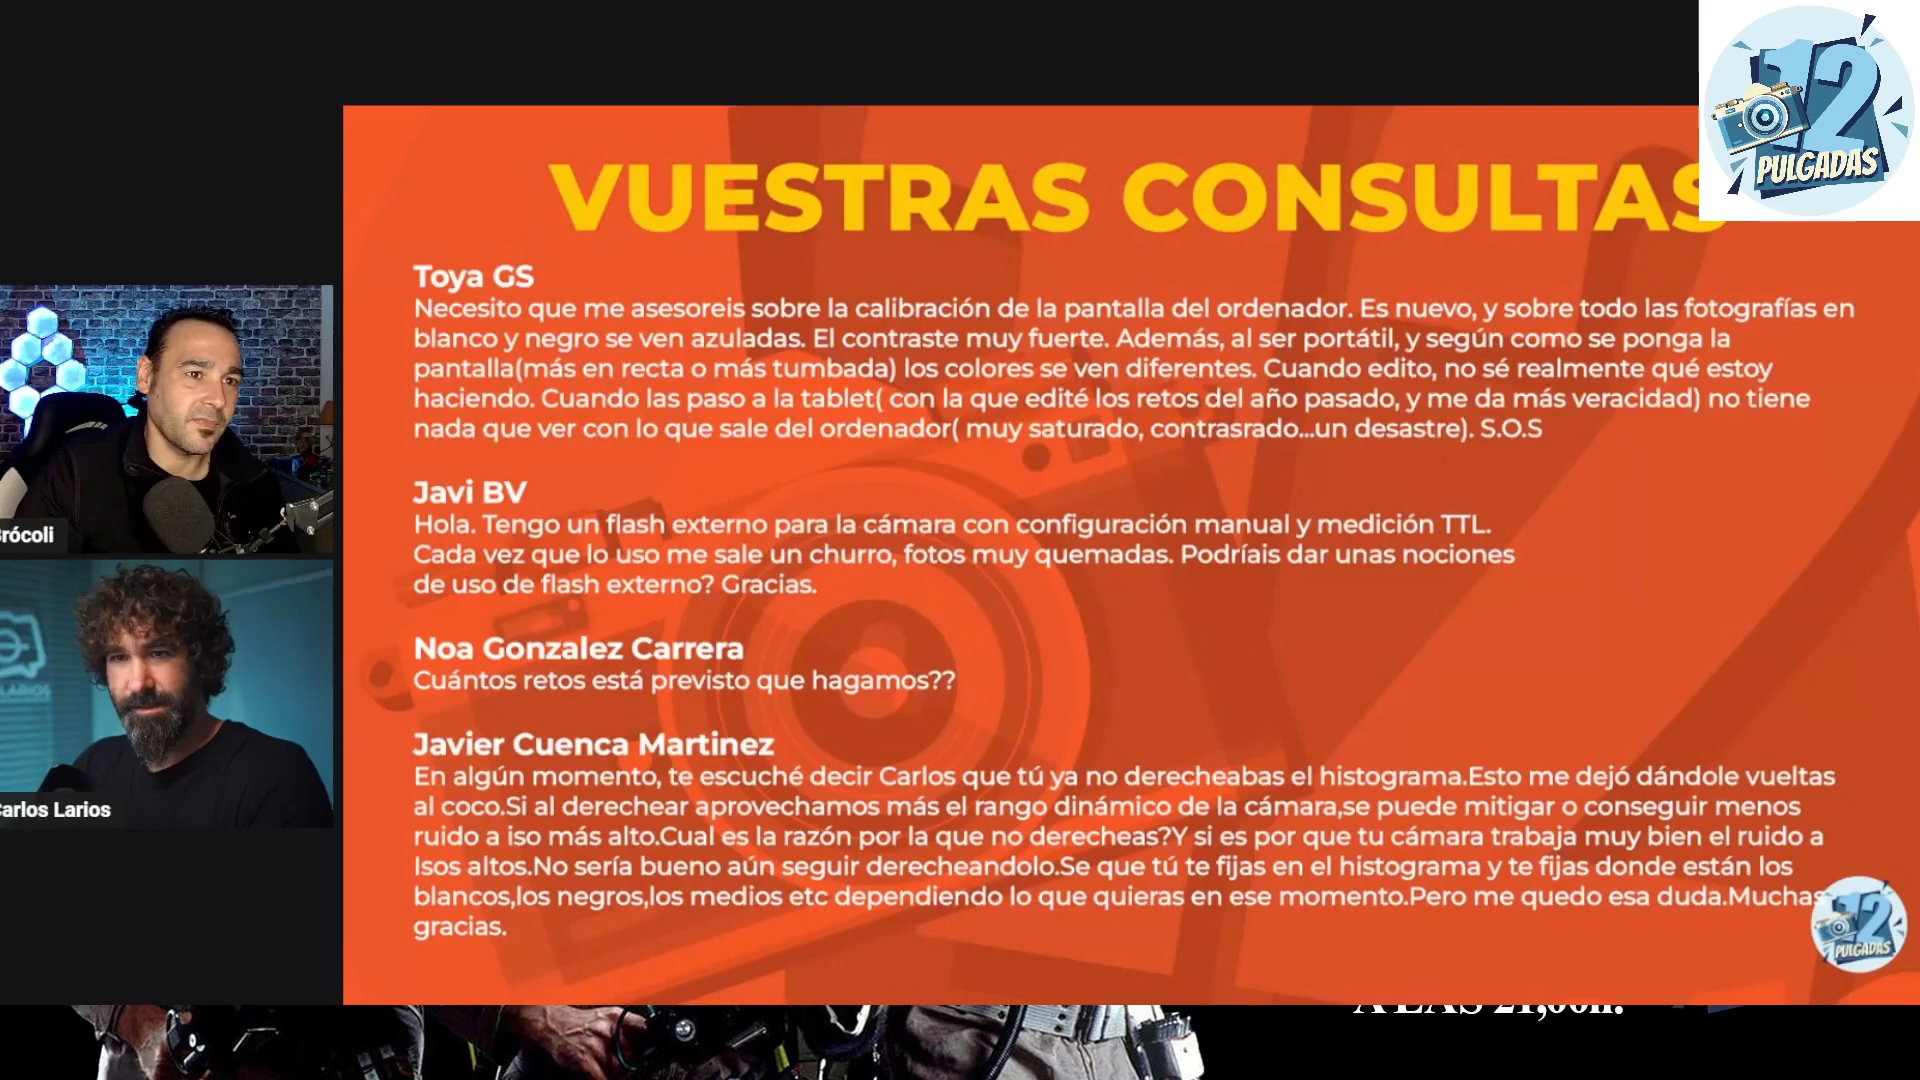 12
PULGADAS
VUESTRAS CONSULTAS
Toya GS
Necesito que me asesoreis sobre la calibración de la pantalla del ordenador. Es nuevo, y sobre todo las fotografías en
blanco y negro se ven azuladas. El contraste muy fuerte. Además, al ser portátil, y según como se ponga la
pantalla(más en recta o más tumbada) los colores se ven diferentes. Cuando edito, no sé realmente qué estoy
haciendo. Cuando las paso a la tablet( con la que edité los retos del año pasado, y me da más veracidad) no tiene
nada que ver con lo que sale del ordenador( muy saturado, contrasrado...un desastre). S.O.S
Javi BV
Hola. Tengo un flash externo para la cámara con configuración manual y medición TTL.
Cada vez que lo uso me sale un churro, fotos muy quemadas. Podríais dar unas nociones
de uso de flash externo? Gracias.
Noa Gonzalez Carrera
Cuántos retos está previsto que hagamos??
Javier Cuenca Martinez
En algún momento, te escuché decir Carlos que tú ya no derecheabas el histograma.Esto me dejó dándole vueltas
al coco.Si al derechear aprovechamos más el rango dinámico de la cámara,se puede mitigar o conseguir menos
ruido a iso más alto.Cual es la razón por la que no derecheas?Y si es por que tu cámara trabaja muy bien el ruido a
Isos altos.No sería bueno aún seguir derecheandolo.Se que tú te fijas en el histograma y te fijas donde están los
blancos,los negros,los medios etc dependiendo lo que quieras en ese momento.Pero me quedo esa duda.Muchas
gracias.
Brócoli
Carlos Larios
12
PULGADAS
A LAS 21,00h.